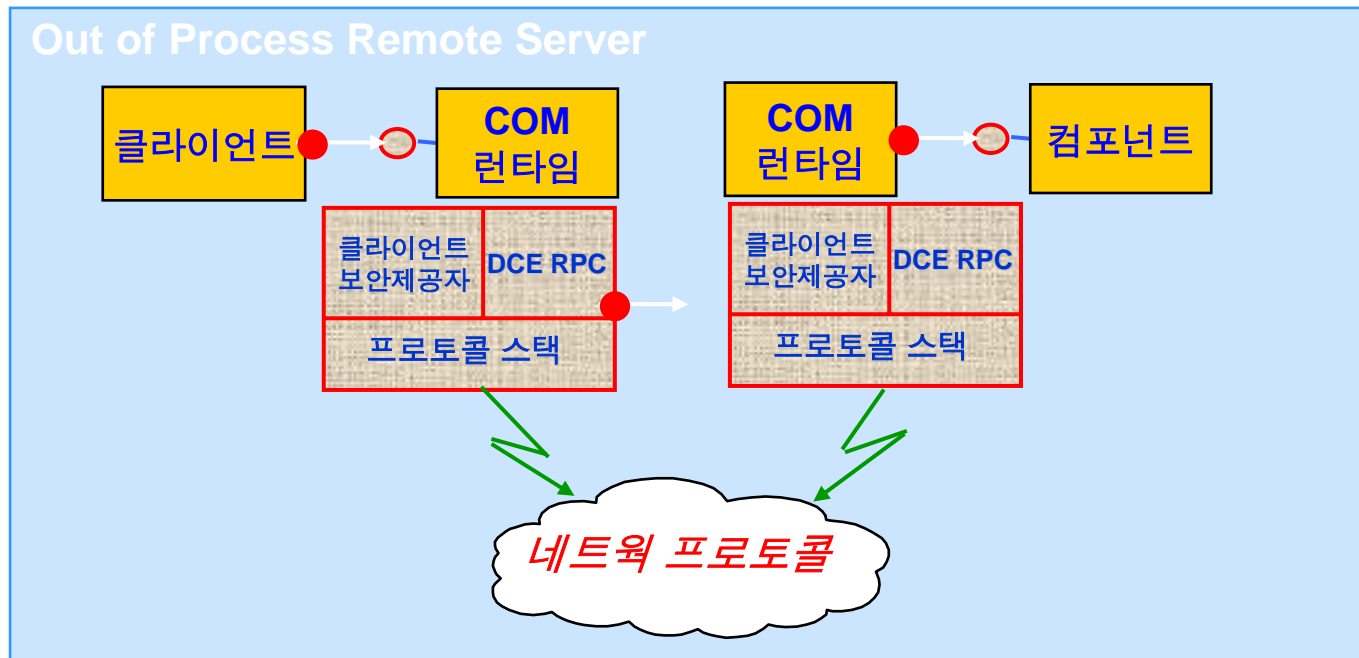 Out of Process Remote Server
클라이언트
COM
런타임
COM
런타임
컴포넌트
클라이언트
보안제공자
DCE RPC
프로토콜 스택
클라이언트
보안제공자
DCE RPC
프로토콜 스택
네트웍 프로토콜